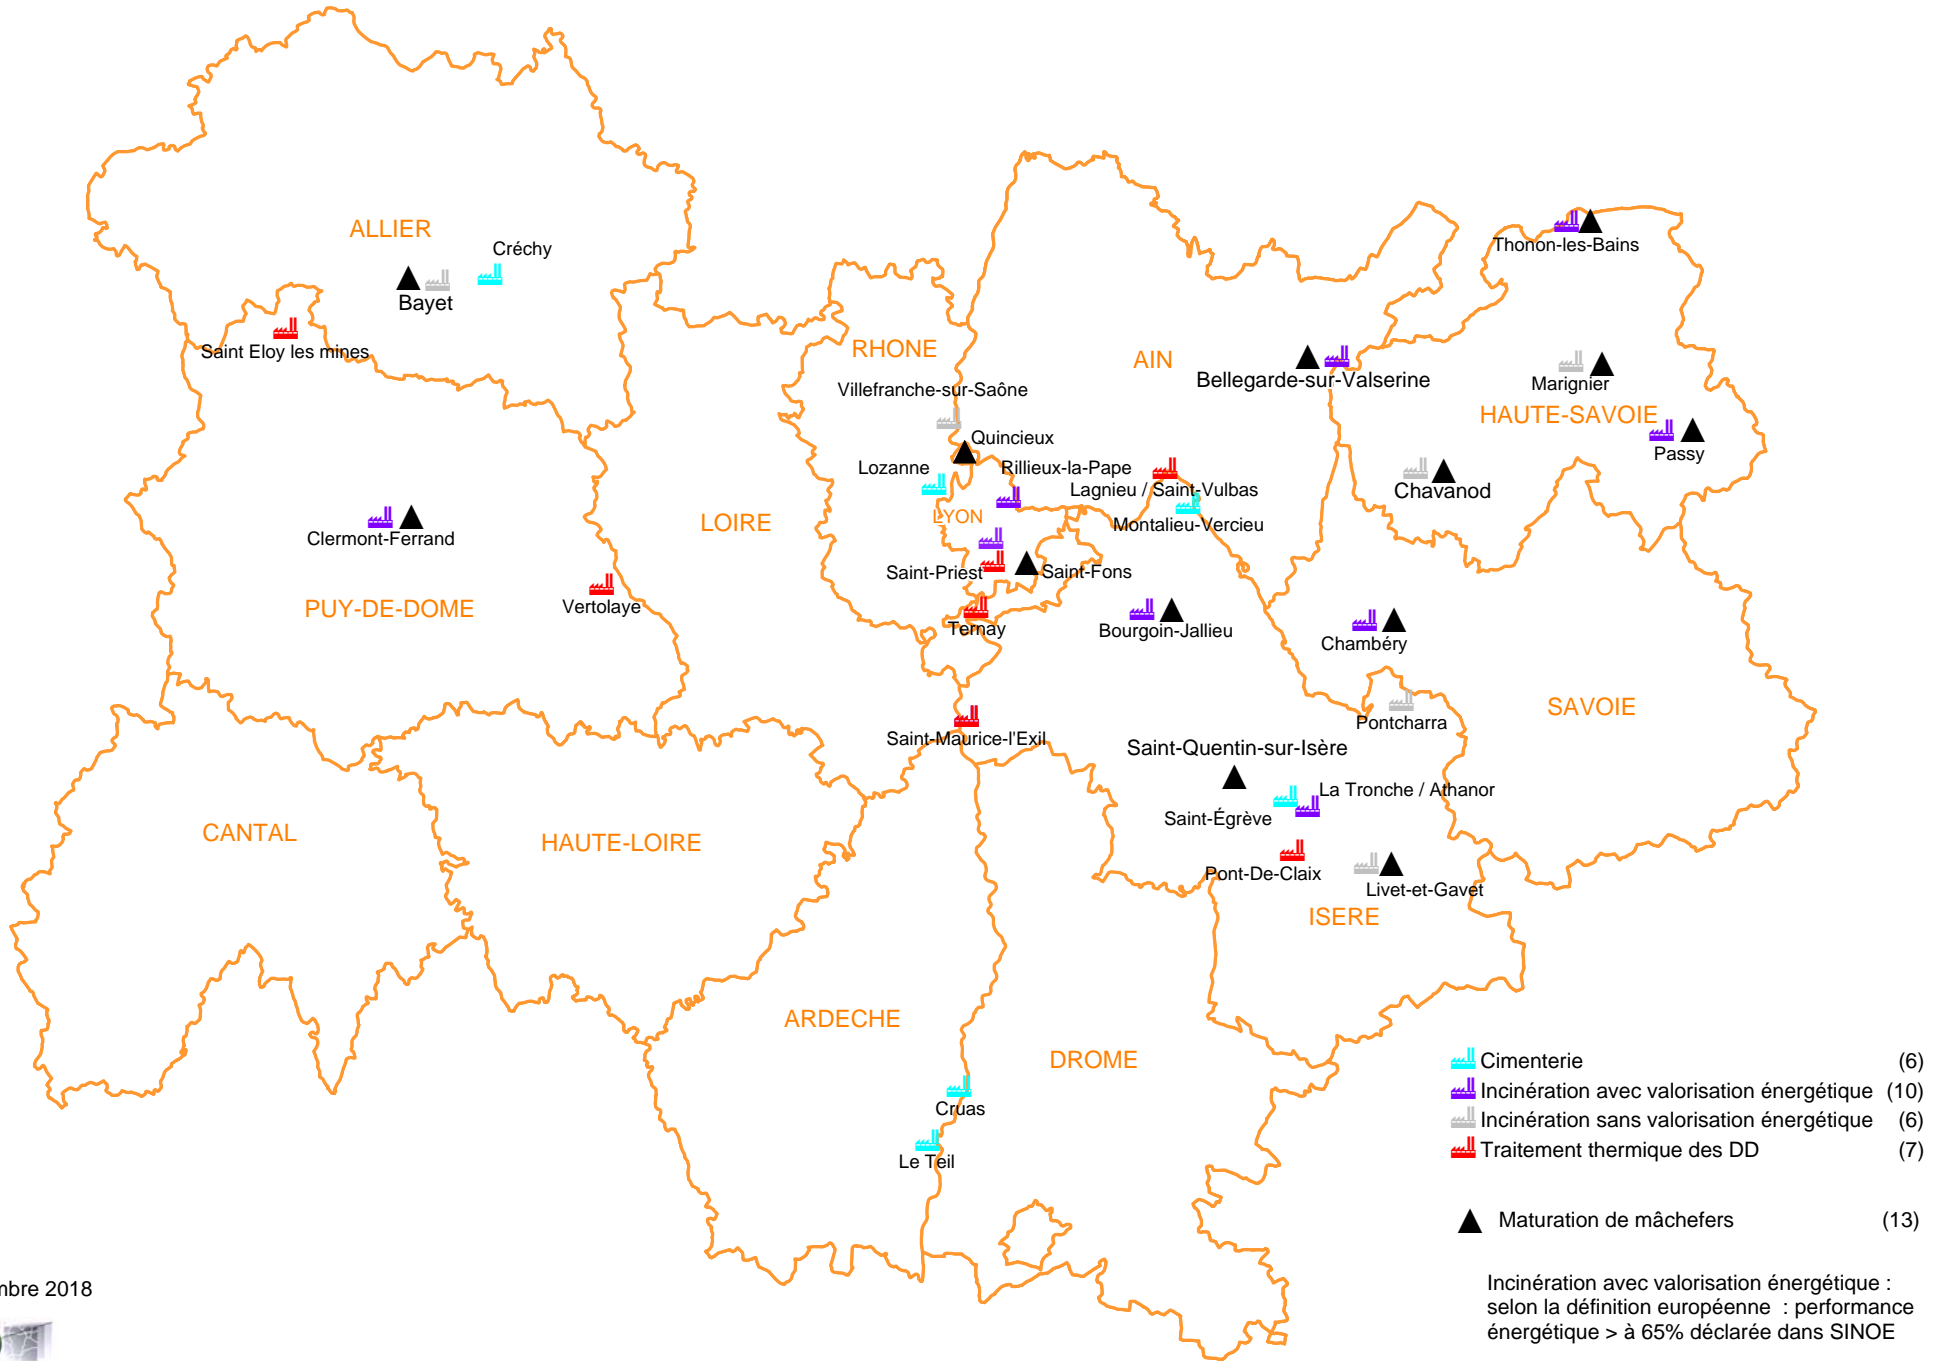 ALLIER
Créchy
Bayet
Saint Eloy les mines
Thonon-les-Bains
RHONE
AIN
Bellegarde-sur-Valserine
Marignier
HAUTE-SAVOIE
Villefranche-sur-Saône
Quincieux
Passy
Lozanne
Rillieux-la-Pape
Lagnieu / Saint-Vulbas
Chavanod
Montalieu-Vercieu
LYON
LOIRE
Clermont-Ferrand
Saint-Priest
Saint-Fons
PUY-DE-DOME
Vertolaye
Ternay
Bourgoin-Jallieu
Chambéry
SAVOIE
Pontcharra
Saint-Maurice-l'Exil
Saint-Quentin-sur-Isère
La Tronche / Athanor
Saint-Égrève
CANTAL
HAUTE-LOIRE
Pont-De-Claix
Livet-et-Gavet
ISERE
ARDECHE
DROME
Cruas
Le Teil
Cimenterie (6)
Incinération avec valorisation énergétique (10)
Incinération sans valorisation énergétique (6)
Traitement thermique des DD (7)
Maturation de mâchefers (13)
Incinération avec valorisation énergétique :
selon la définition européenne : performance
énergétique > à 65% déclarée dans SINOE
mbre 2018